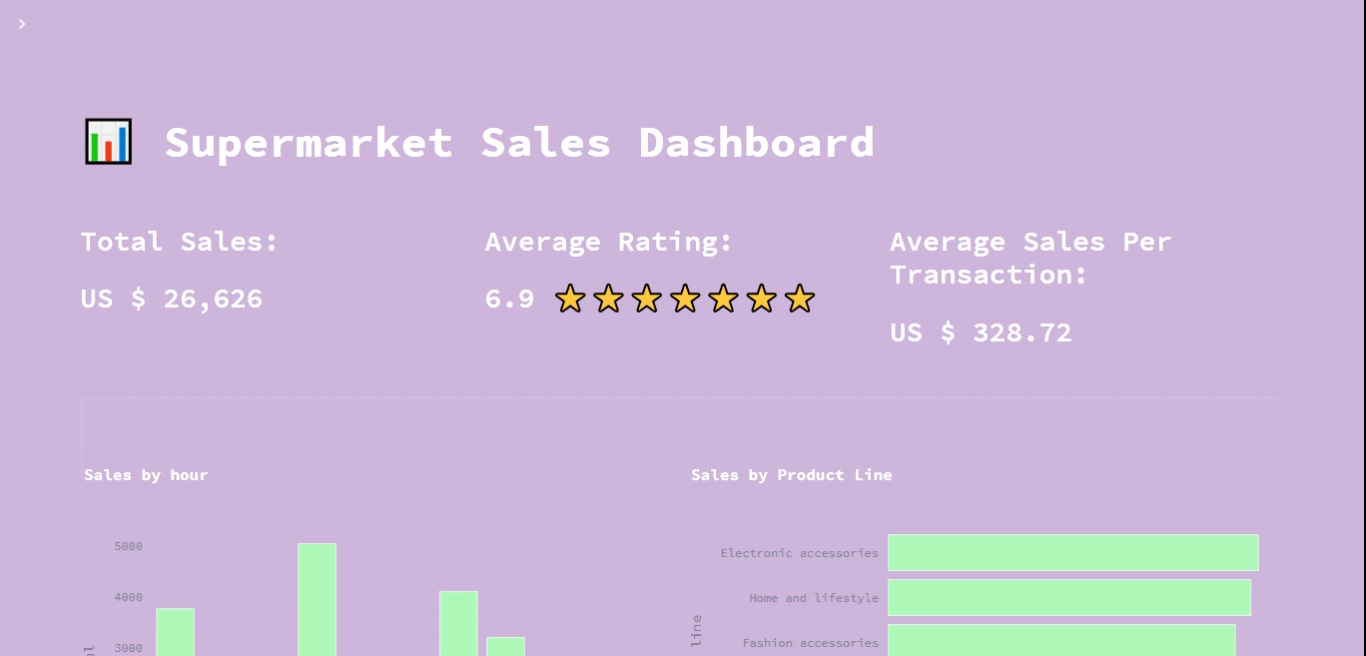 Supermarket Sales Dashboard
Total Sales:
US $ 26,626
Average Rating:
6.9
Average Sales Per
Transaction:
US $ 328.72
Sales by hour
5000
4000
3000
Sales by Product Line
Electronic accessories
Home and lifestyle
Fashion accessories
line